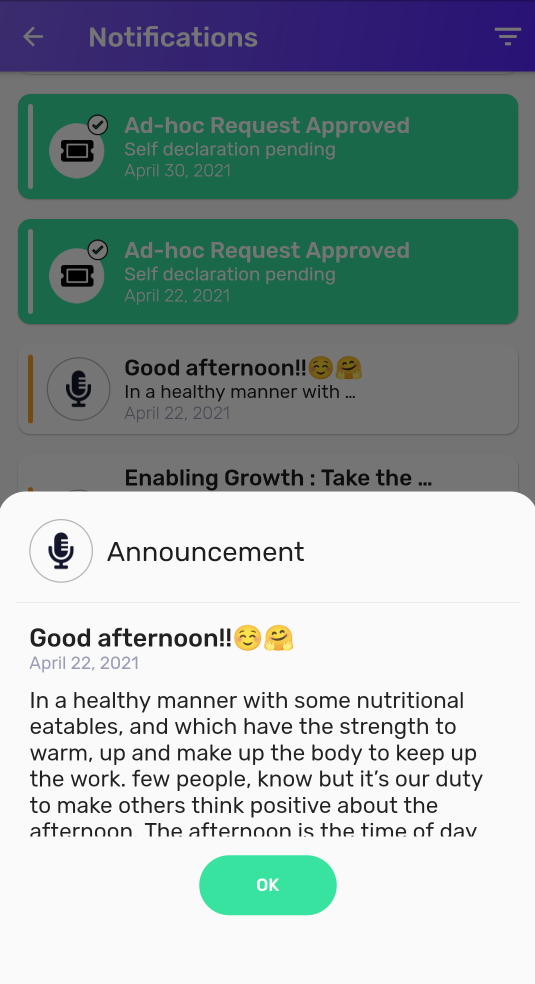 Notifications
Ad-hoc Request Approved
Self declaration pending
April 30, 2021
Ad-hoc Request Approved
Self declaration pending
April 22, 2021
Good afternoon!!☺️🤗
In a healthy manner with ...
April 22, 2021
Enabling Growth : Take the ...
Announcement
Good afternoon!!☺️🤗
April 22, 2021
In a healthy manner with some nutritional
eatables, and which have the strength to
warm, up and make up the body to keep up
the work. few people, know but it's our duty
to make others think positive about the
afternoon. The afternoon is the time of day
OK